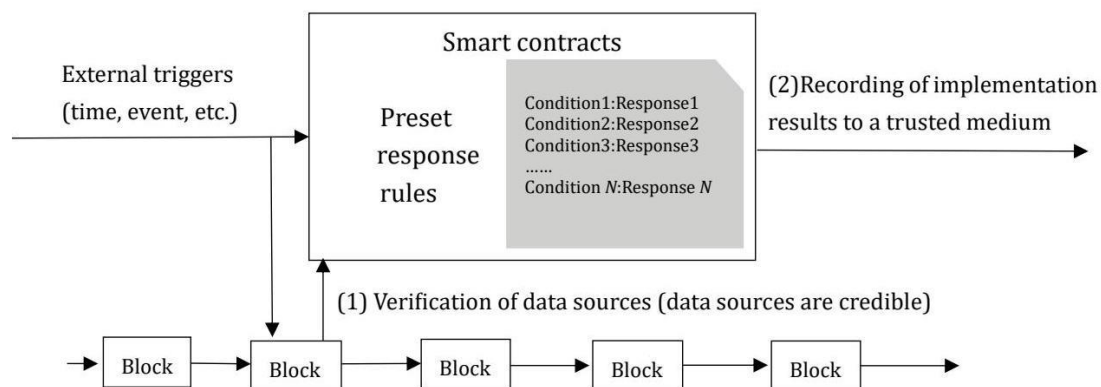 Smart contracts
External triggers
(time, event, etc.)
Preset
response
rules
Condition1:Response1
Condition2:Response2
Condition3:Response3
......
Condition N:Response N
(2)Recording of implementation
results to a trusted medium
(1) Verification of data sources (data sources are credible)
Block
Block
Block
Block
Block